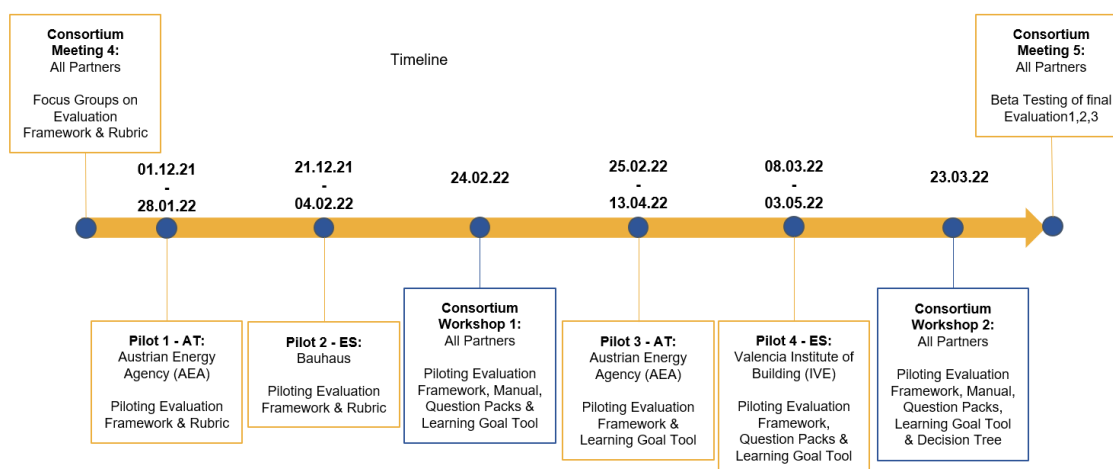 Consortium
Meeting 4:
All Partners
Focus Groups on
Evaluation
Framework & Rubric
Timeline
Consortium
Meeting 5:
All Partners
Beta Testing of final
Evaluation1,2,3
01.12.21
-
28.01.22
21.12.21
-
04.02.22
24.02.22
25.02.22
-
13.04.22
08.03.22
-
03.05.22
23.03.22
Pilot 1 - AT:
Austrian Energy
Agency (AEA)
Piloting Evaluation
Framework & Rubric
Pilot 2 - ES:
Bauhaus
Piloting Evaluation
Framework & Rubric
Consortium
Workshop 1:
All Partners
Piloting Evaluation
Framework, Manual,
Question Packs &
Learning Goal Tool
Pilot 3 - AT:
Austrian Energy
Agency (AEA)
Piloting Evaluation
Framework &
Learning Goal Tool
Pilot 4 - ES:
Valencia Institute of
Building (IVE)
Piloting Evaluation
Framework,
Question Packs &
Learning Goal Tool
Consortium
Workshop 2:
All Partners
Piloting Evaluation
Framework, Manual,
Question Packs,
Learning Goal Tool
& Decision Tree